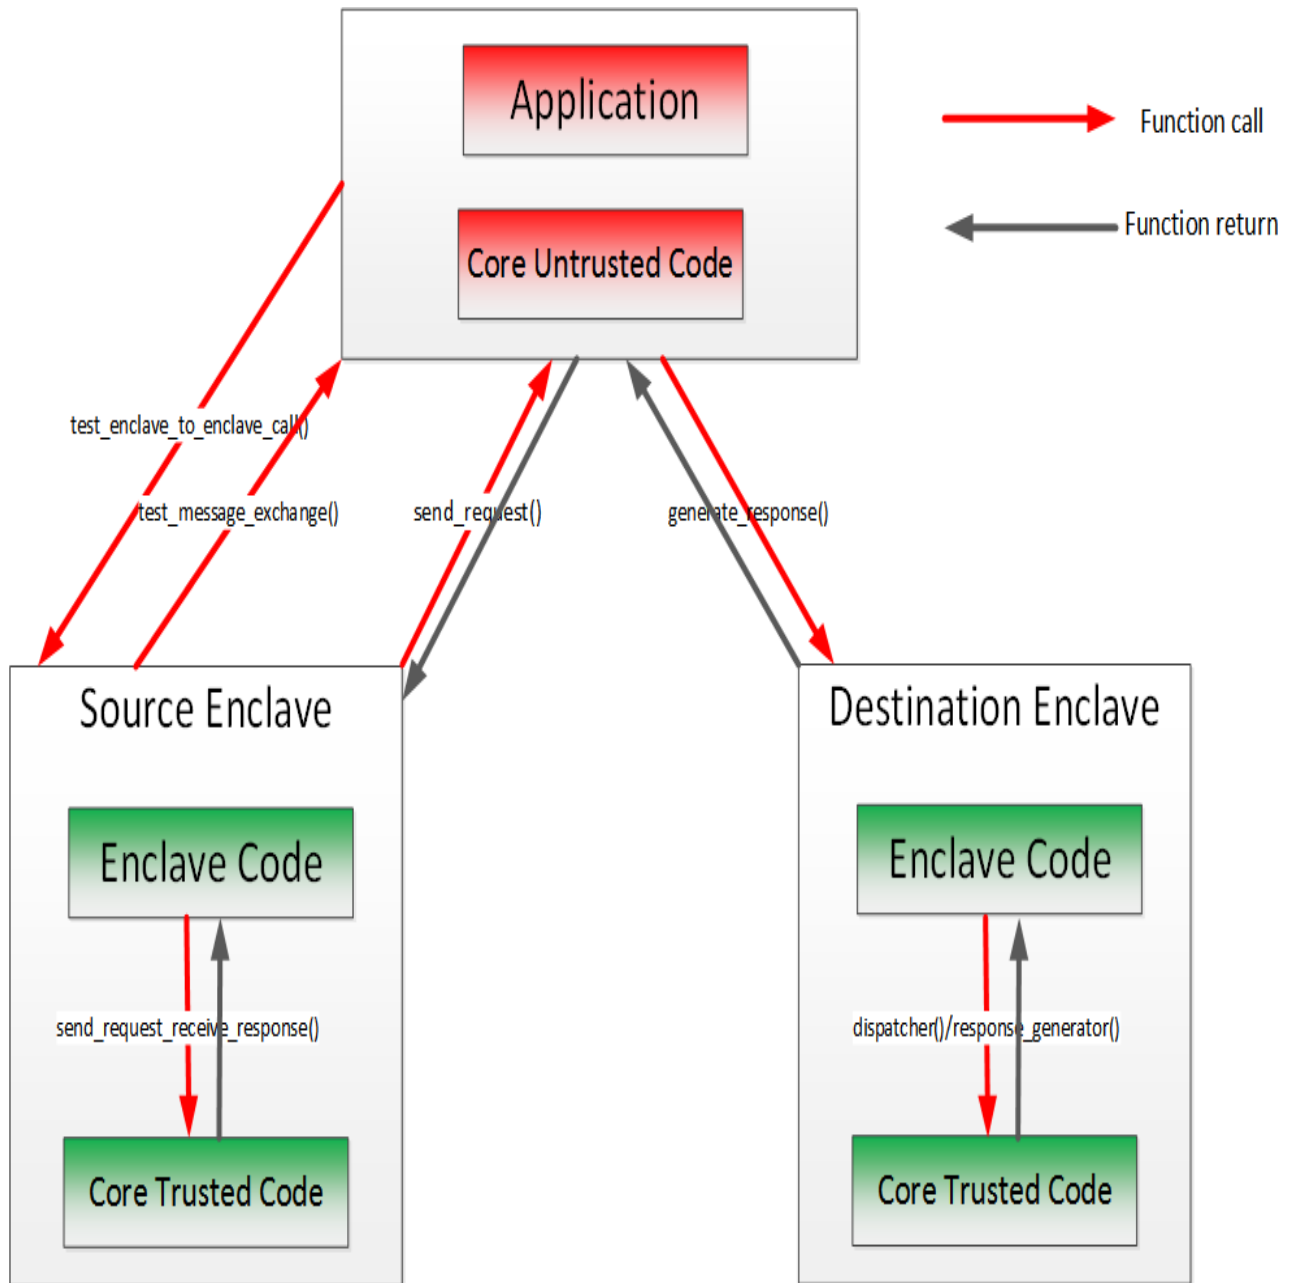 Application
Function call
Function return
Core Untrusted Code
test_enclave_to_enclave_call()
test_message_exchange()
send_request()
generate_response()
Source Enclave
Destination Enclave
Enclave Code
Enclave Code
send_request_receive_response()
dispatcher()/response_generator()
Core Trusted Code
Core Trusted Code